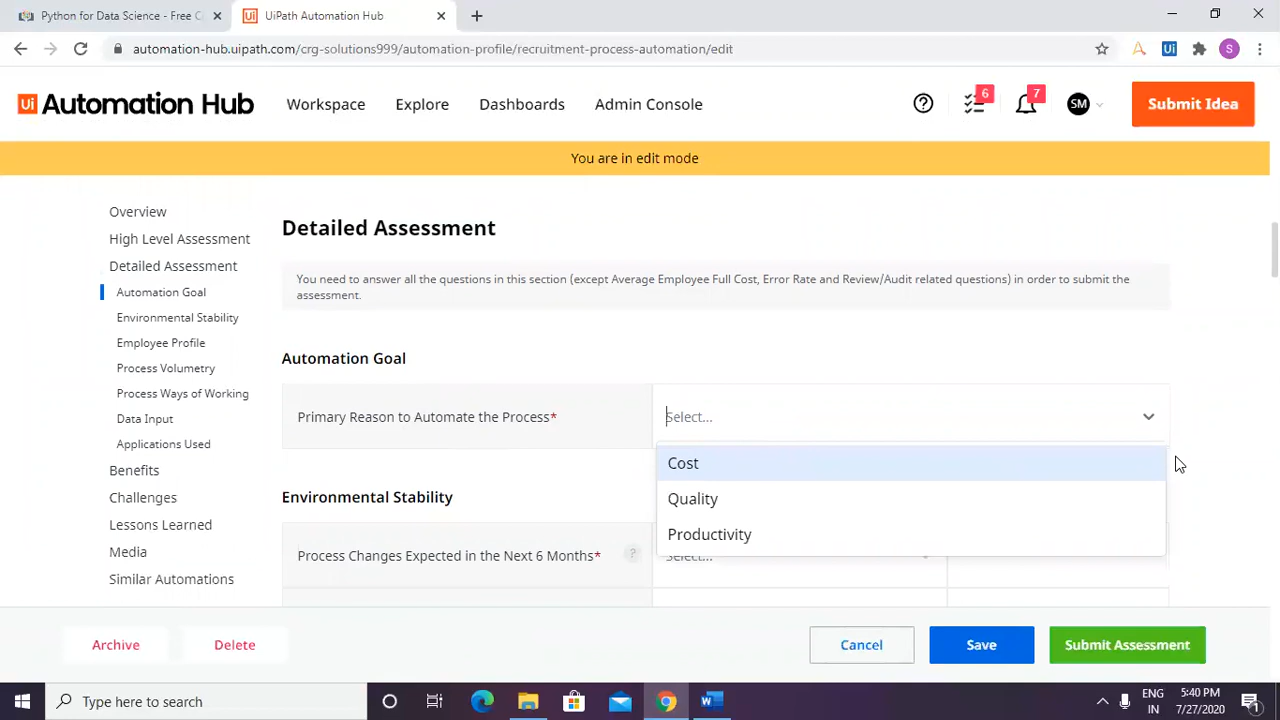 Python for Data Science - Free C
UiPath Automation Hub
automation-hub.uipath.com/crg-solutions999/automation-profile/recruitment-process-automation/edit
Ui
S
Ui Automation Hub
Workspace
Explore
Dashboards
Admin Console
6
7
SM
Submit Idea
You are in edit mode
Overview
High Level Assessment
Detailed Assessment
Automation Goal
Environmental Stability
Employee Profile
Process Volumetry
Process Ways of Working
Data Input
Applications Used
Benefits
Challenges
Lessons Learned
Media
Similar Automations
Detailed Assessment
You need to answer all the questions in this section (except Average Employee Full Cost, Error Rate and Review/Audit related questions) in order to submit the
assessment.
Automation Goal
Primary Reason to Automate the Process*
Select...
Cost
Quality
Productivity
Environmental Stability
Process Changes Expected in the Next 6 Months*
?
Select...
Archive
Delete
Cancel
Save
Submit Assessment
Type here to search
ENG
IN
5:40 PM
7/27/2020
1